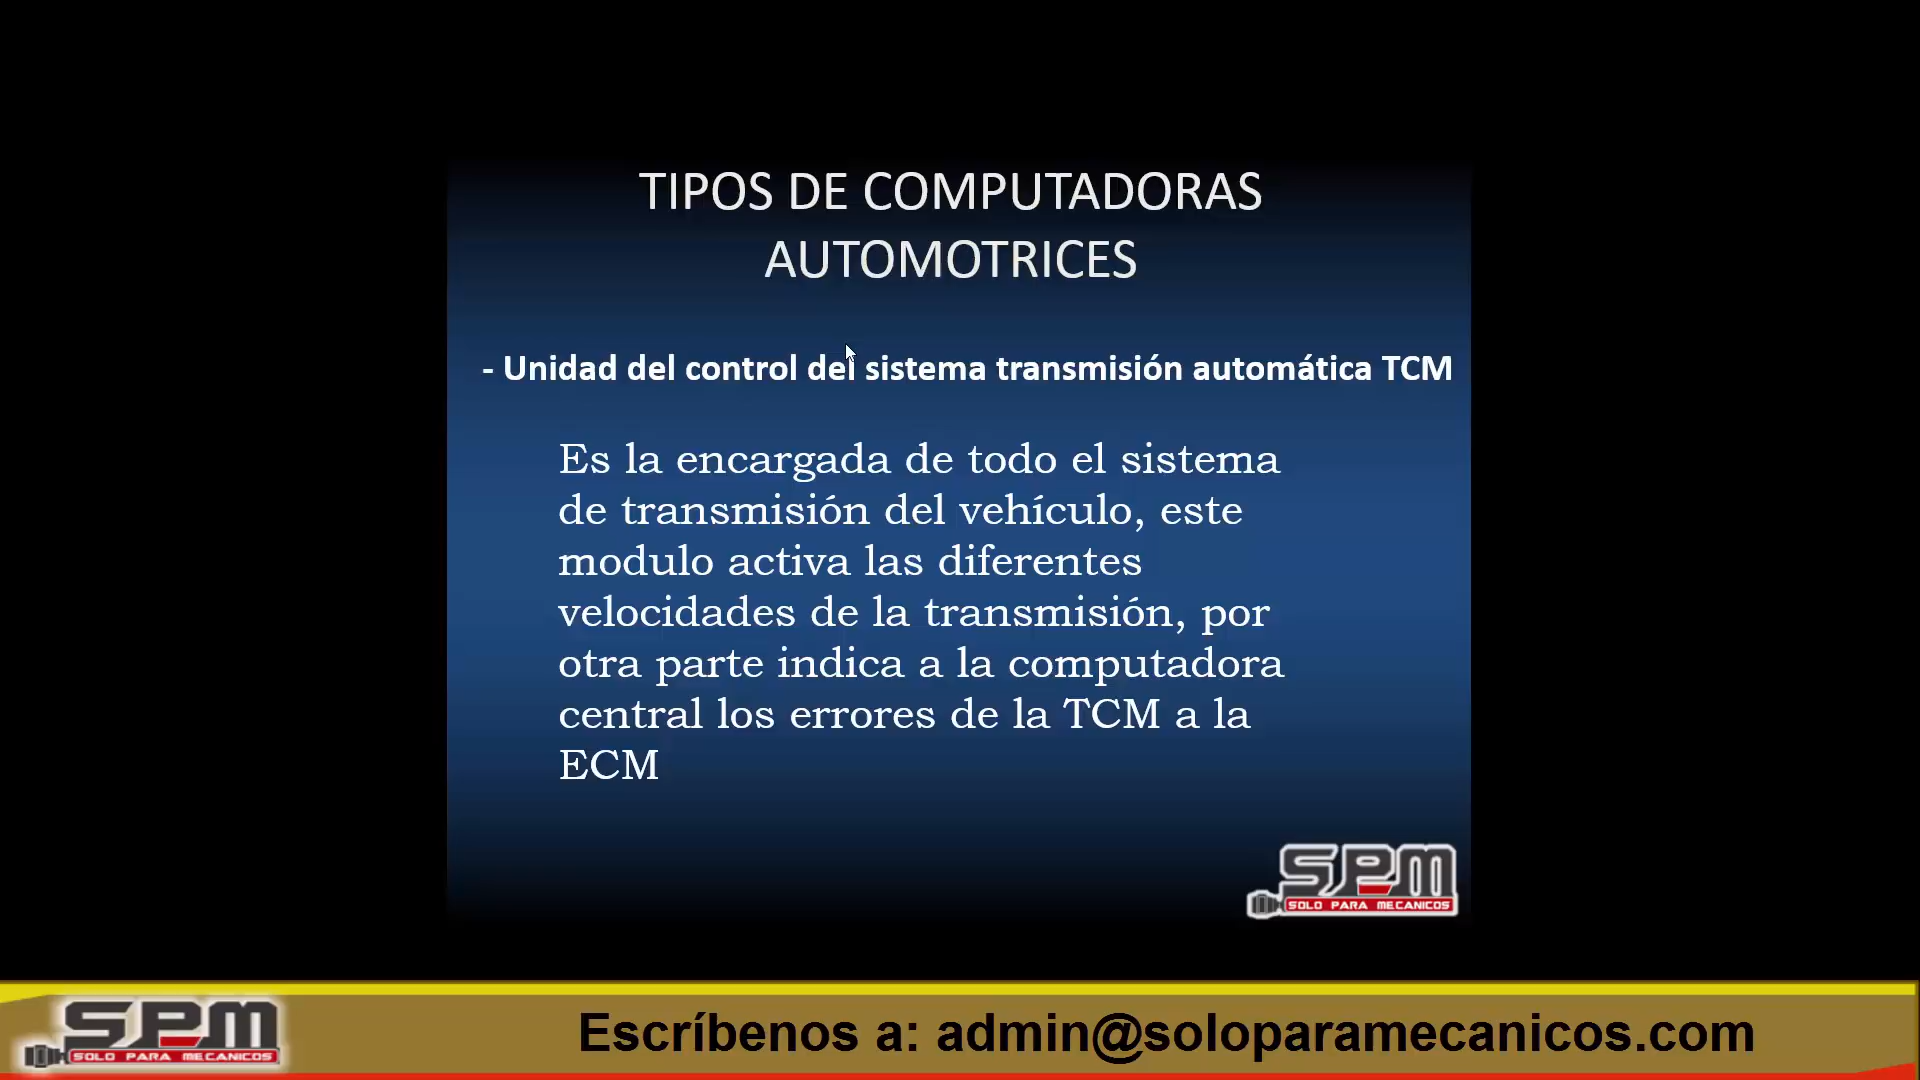 TIPOS DE COMPUTADORAS
AUTOMOTRICES
- Unidad del control del sistema transmisión automática TCM
Es la encargada de todo el sistema
de transmisión del vehículo, este
modulo activa las diferentes
velocidades de la transmisión, por
otra parte indica a la computadora
central los errores de la TCM a la
ECM
SPM
SOLO PARA MECANICOS
SPM
SOLO PARA MECANICOS
Escríbenos a: admin@soloparamecanicos.com